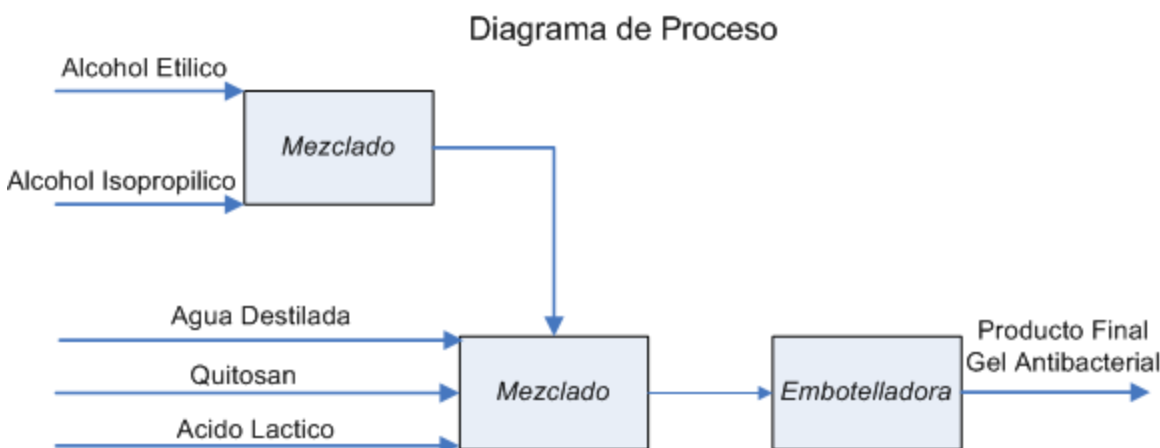 Diagrama de Proceso
Alcohol Etilico
Mezclado
Alcohol Isopropilico
Agua Destilada
Quitosan
Acido Lactico
Mezclado
Embotelladora
Producto Final
Gel Antibacterial